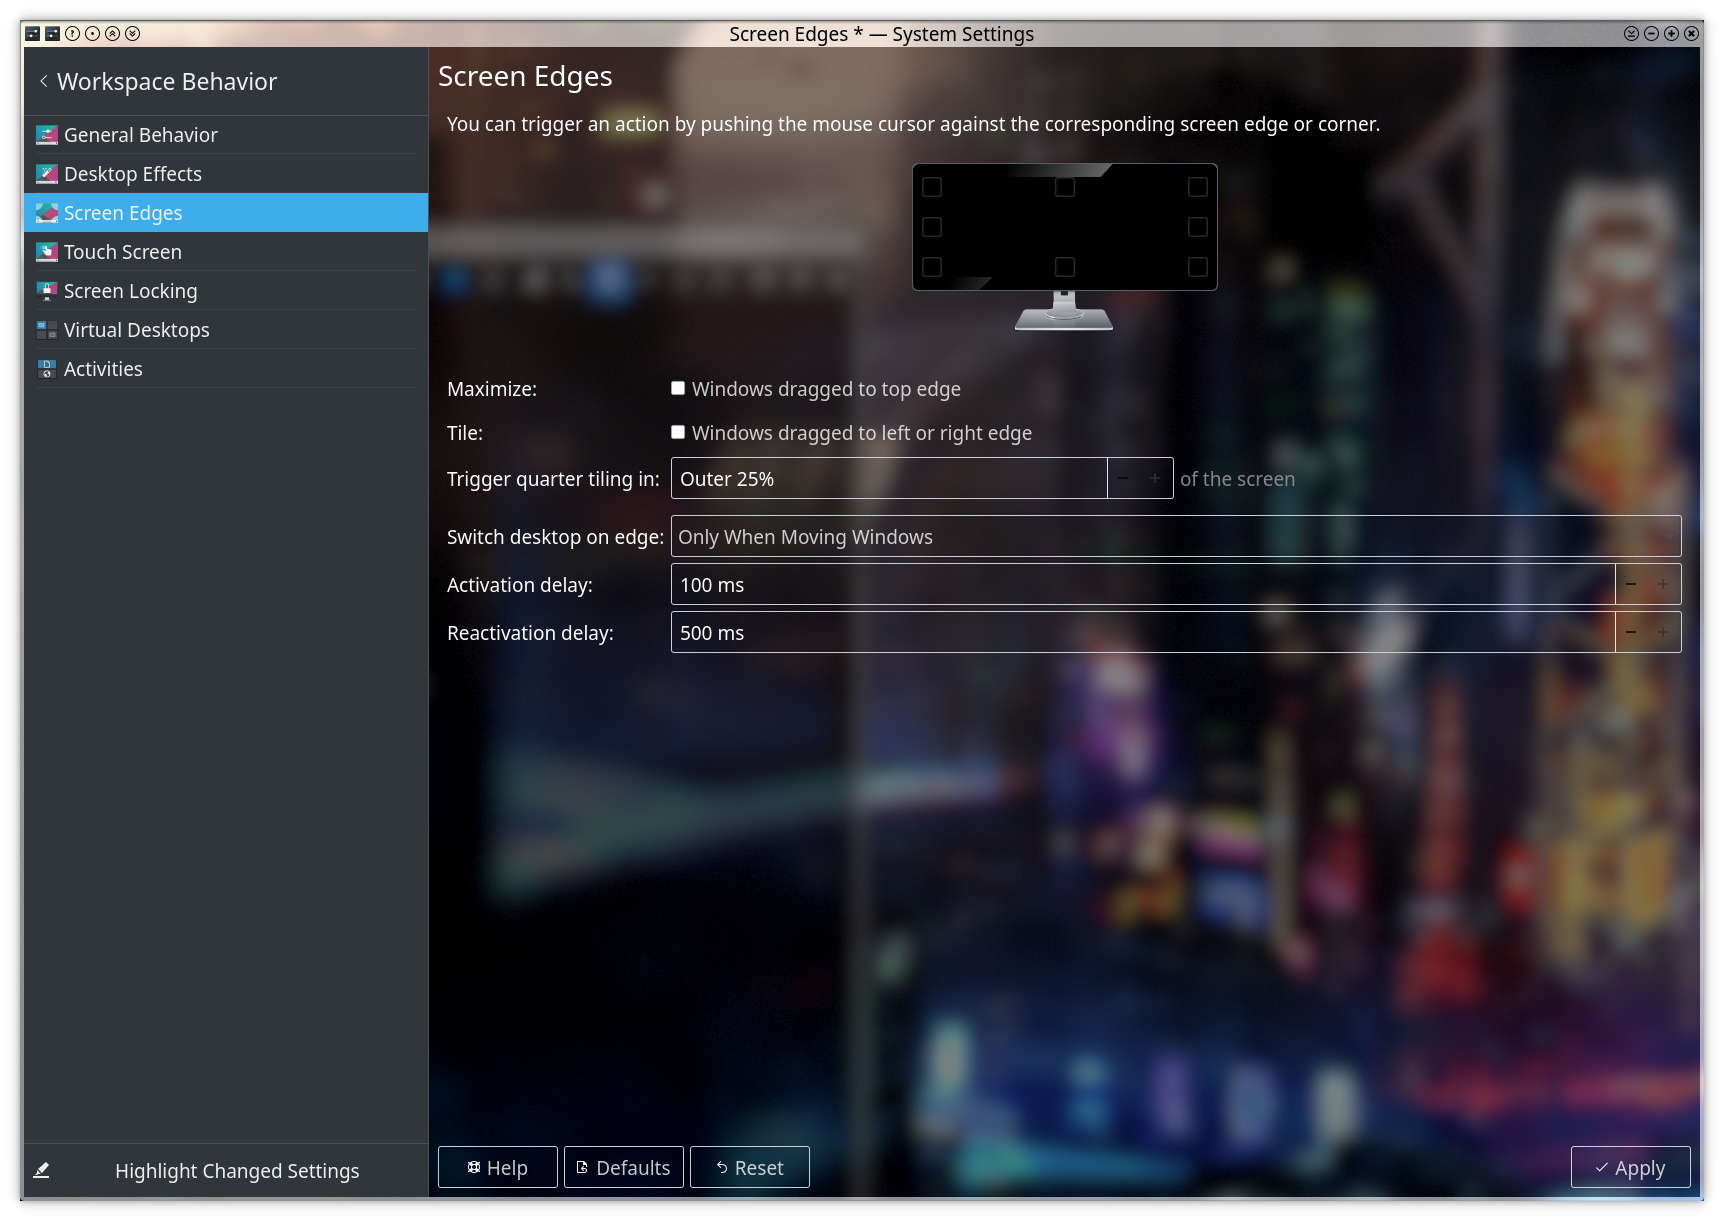 Screen Edges * — System Settings
Workspace Behavior
General Behavior
Desktop Effects
Screen Edges
Touch Screen
Screen Locking
Virtual Desktops
Activities
Highlight Changed Settings
Screen Edges
You can trigger an action by pushing the mouse cursor against the corresponding screen edge or corner.
Maximize: Windows dragged to top edge
Tile: Windows dragged to left or right edge
Trigger quarter tiling in: Outer 25% − + of the screen
Switch desktop on edge: Only When Moving Windows
Activation delay: 100 ms − +
Reactivation delay: 500 ms − +
Help Defaults Reset Apply